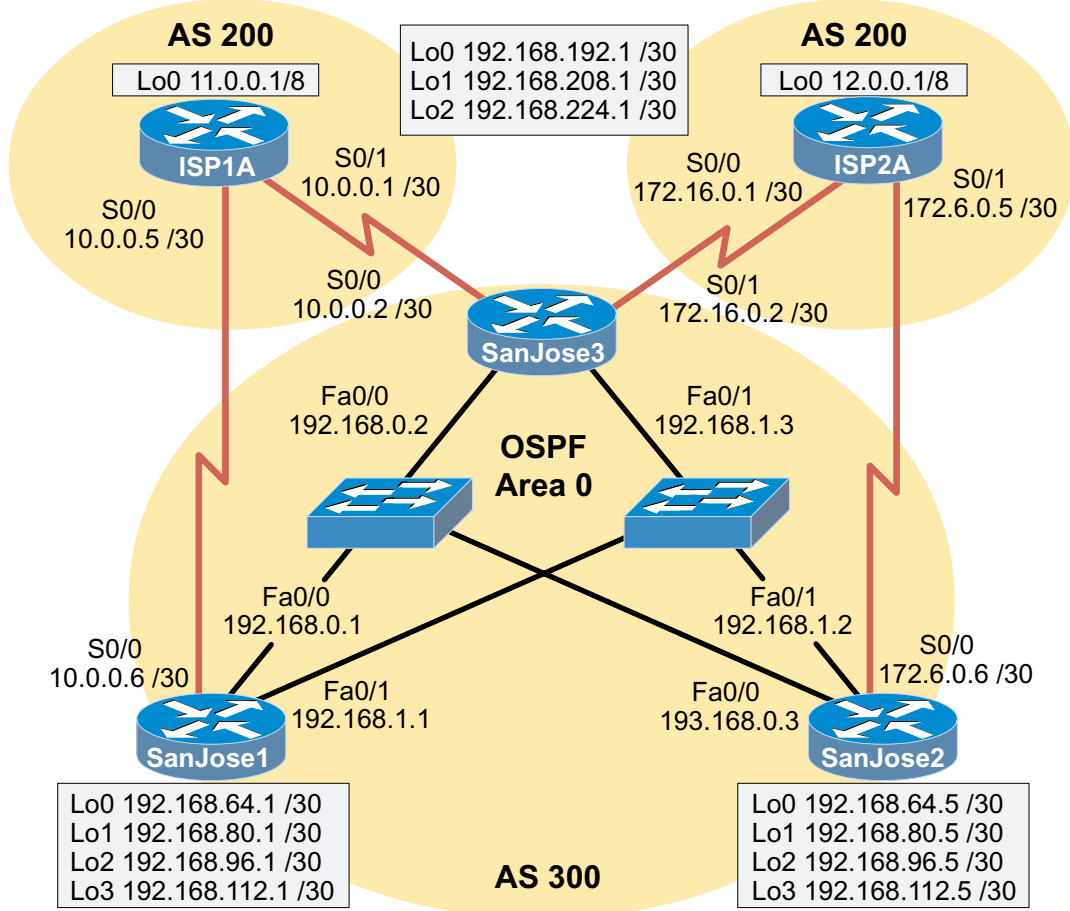 AS 200
Lo0 11.0.0.1/8
ISP1A
Lo0 192.168.192.1 /30
Lo1 192.168.208.1 /30
Lo2 192.168.224.1 /30
AS 200
Lo0 12.0.0.1/8
ISP2A
S0/0
10.0.0.5 /30
S0/1
10.0.0.1 /30
S0/0
172.16.0.1 /30
S0/1
172.6.0.5 /30
S0/0
10.0.0.2 /30
S0/1
172.16.0.2 /30
SanJose3
Fa0/0
192.168.0.2
Fa0/1
192.168.1.3
OSPF
Area 0
Fa0/0
192.168.0.1
Fa0/1
192.168.1.2
S0/0
10.0.0.6 /30
S0/0
172.6.0.6 /30
Fa0/1
192.168.1.1
Fa0/0
193.168.0.3
SanJose1
SanJose2
Lo0 192.168.64.1 /30
Lo1 192.168.80.1 /30
Lo2 192.168.96.1 /30
Lo3 192.168.112.1 /30
AS 300
Lo0 192.168.64.5 /30
Lo1 192.168.80.5 /30
Lo2 192.168.96.5 /30
Lo3 192.168.112.5 /30